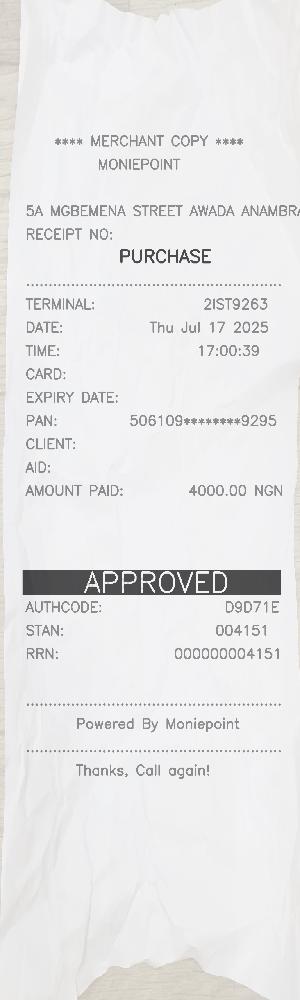 **** MERCHANT COPY ****
MONIEPOINT
5A MGBEMENA STREET AWADA ANAMBRA
RECEIPT NO:
PURCHASE
TERMINAL: 2IST9263
DATE: Thu Jul 17 2025
TIME: 17:00:39
CARD:
EXPIRY DATE:
PAN: 506109********9295
CLIENT:
AID:
AMOUNT PAID: 4000.00 NGN
APPROVED
AUTHCODE: D9D71E
STAN: 004151
RRN: 000000004151
Powered By Moniepoint
Thanks, Call again!